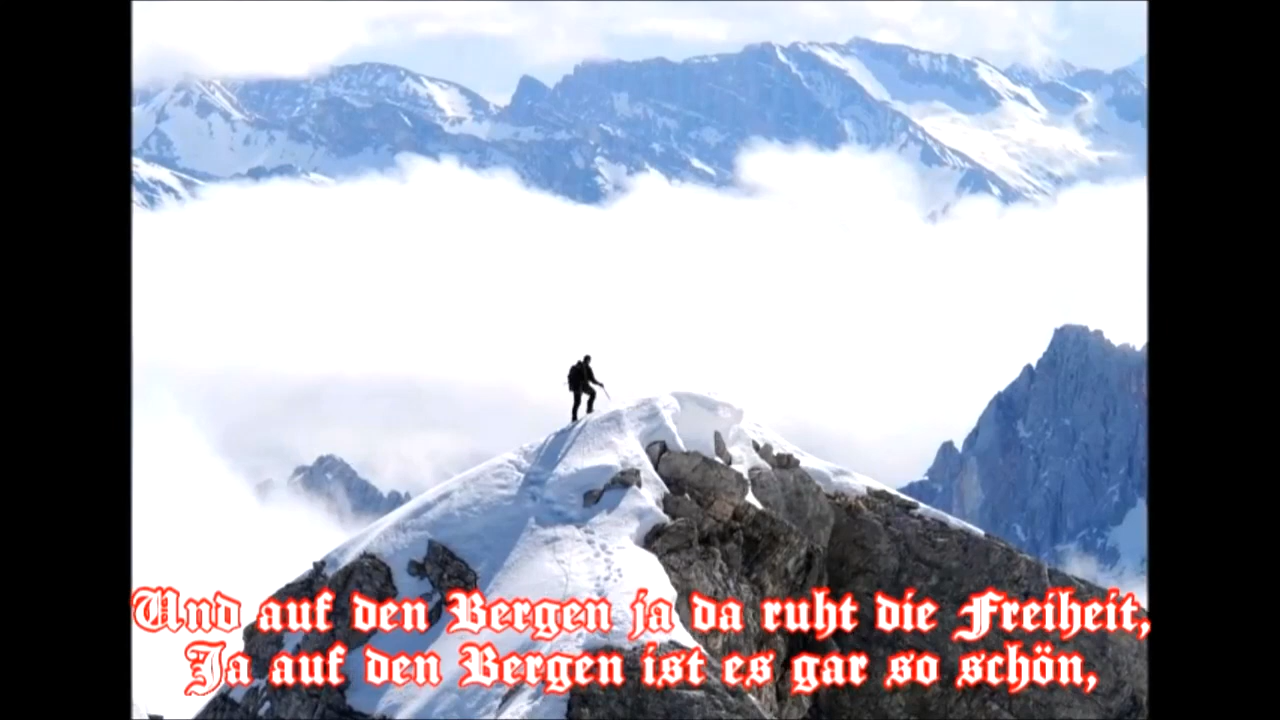 Und auf den Bergen ja da ruht die Freiheit,
Ja auf den Bergen ist es gar so schön,